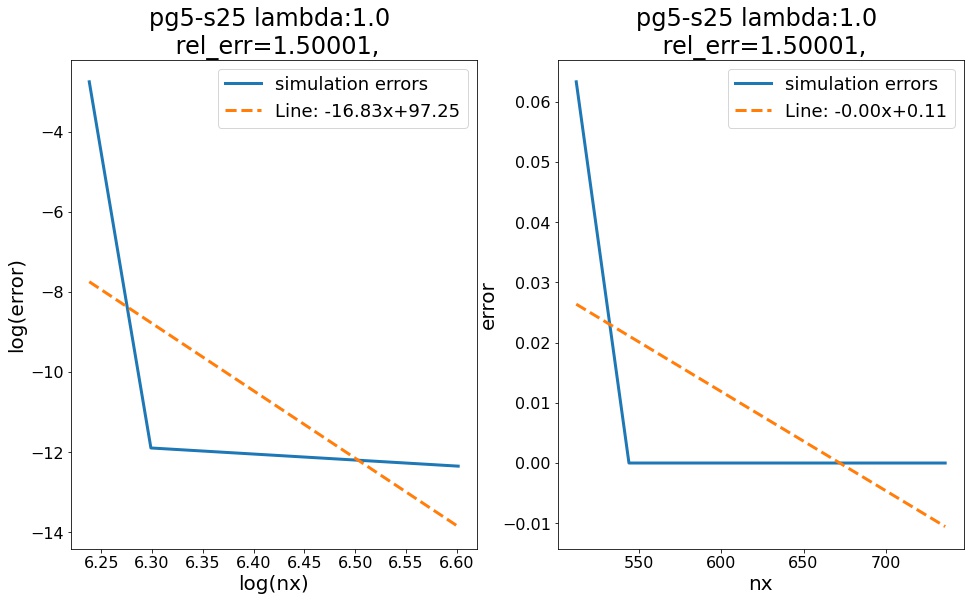 pg5-s25 lambda:1.0
rel_err=1.50001,
simulation errors
Line: -16.83x+97.25
log(error)
−4
−6
−8
−10
−12
−14
6.25 6.30 6.35 6.40 6.45 6.50 6.55 6.60
log(nx)
pg5-s25 lambda:1.0
rel_err=1.50001,
simulation errors
Line: -0.00x+0.11
error
0.06
0.05
0.04
0.03
0.02
0.01
0.00
−0.01
550 600 650 700
nx